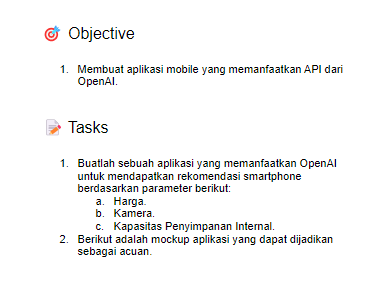 🎯 Objective
1. Membuat aplikasi mobile yang memanfaatkan API dari
OpenAI.
📝 Tasks
1. Buatlah sebuah aplikasi yang memanfaatkan OpenAI
untuk mendapatkan rekomendasi smartphone
berdasarkan parameter berikut:
a. Harga.
b. Kamera.
c. Kapasitas Penyimpanan Internal.
2. Berikut adalah mockup aplikasi yang dapat dijadikan
sebagai acuan.